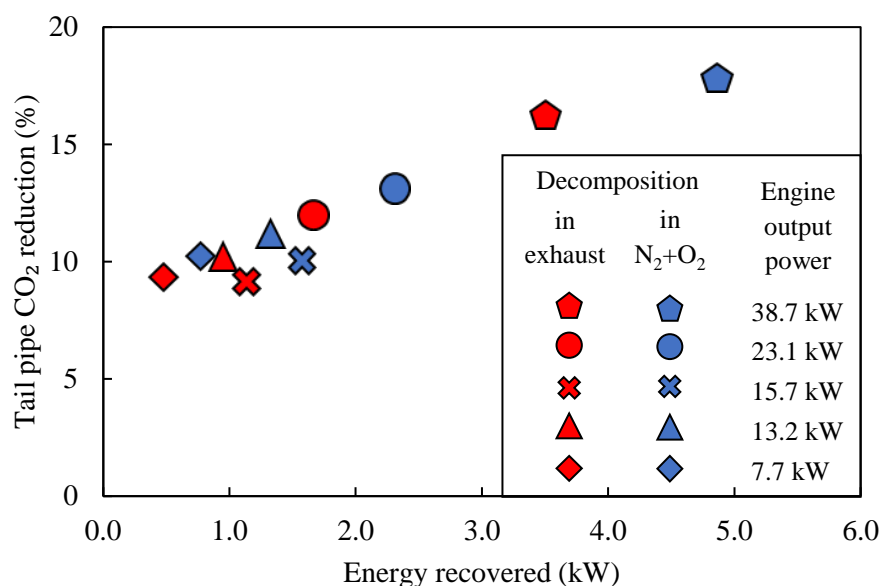 20
15
10
5
0
Tail pipe CO₂ reduction (%)
0.0 1.0 2.0 3.0 4.0 5.0 6.0
Energy recovered (kW)
Decomposition
in exhaust
in N₂+O₂
Engine output power
38.7 kW
23.1 kW
15.7 kW
13.2 kW
7.7 kW